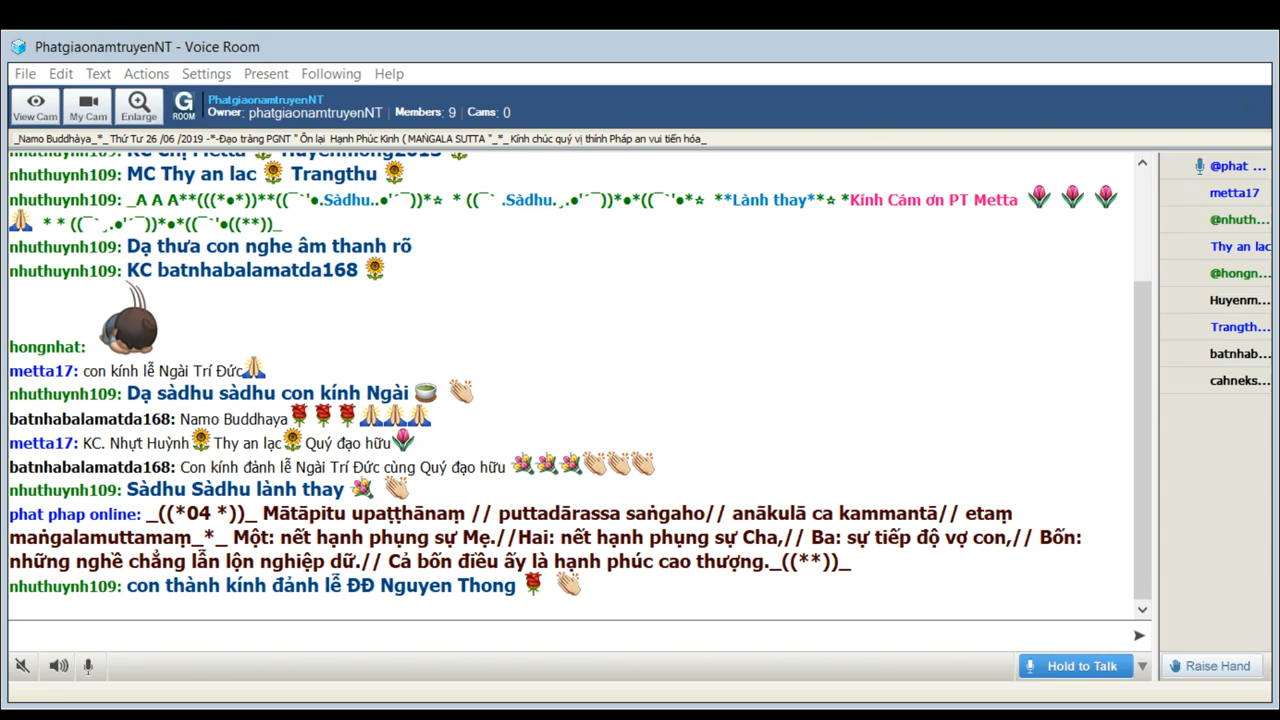 PhatgiaonamtruyenNT - Voice Room
File Edit Text Actions Settings Present Following Help
View Cam My Cam Enlarge G ROOM PhatgiaonamtruyenNT
Owner: phatgiaonamtruyenNT Members: 9 Cams: 0
_Namo Buddhàya_*_ Thứ Tư 26 /06 /2019 -*-Đạo tràng PGNT " Ôn lại Hạnh Phúc Kinh ( MAṄGALA SUTTA "_*_ Kính chúc quý vị thính Pháp an vui tiến hóa_
nhuthuynh109: KC Chị Metta 🌻 Huyenmong2015 🌻
nhuthuynh109: MC Thy an lac 🌻 Trangthu 🌻
nhuthuynh109: _A A A**(((*●*))**((¯`'●.Sàdhu..●'´¯))*☆ * ((¯` .Sàdhu.¸.●'´¯))*●*((¯`●*☆ **Lành thay**☆ *Kính Cám ơn PT Metta 🌷 🌷 🌷
🙏 * * ((¯`¸.●'´¯))*●*((¯`'●((**))_
nhuthuynh109: Dạ thưa con nghe âm thanh rõ
nhuthuynh109: KC batnhabalamatda168 🌻
hongnhat:
metta17: con kính lễ Ngài Trí Đức🙏
nhuthuynh109: Dạ sàdhu sàdhu con kính Ngài 🍵 👏
batnhabalamatda168: Namo Buddhaya🌹🌹🌹🙏🙏🙏
metta17: KC. Nhựt Huỳnh🌻Thy an lạc🌻Quý đạo hữu🌷
batnhabalamatda168: Con kính đảnh lễ Ngài Trí Đức cùng Quý đạo hữu 💐💐💐👏👏👏
nhuthuynh109: Sàdhu Sàdhu lành thay 💐 👏
phat phap online: _((*04 *))_ Mātāpitu upaṭṭhānaṃ // puttadārassa saṅgaho// anākulā ca kammantā// etaṃ
maṅgalamuttamaṃ_*_ Một: nết hạnh phụng sự Mẹ.//Hai: nết hạnh phụng sự Cha,// Ba: sự tiếp độ vợ con,// Bốn:
những nghề chẳng lẫn lộn nghiệp dữ.// Cả bốn điều ấy là hạnh phúc cao thượng._((**))_
nhuthuynh109: con thành kính đảnh lễ ĐĐ Nguyen Thong 🌹 👏
@phat ...
metta17
@nhuth...
Thy an lac
@hongn...
Huyenm...
Trangth...
batnhab...
cahneks...
Hold to Talk Raise Hand